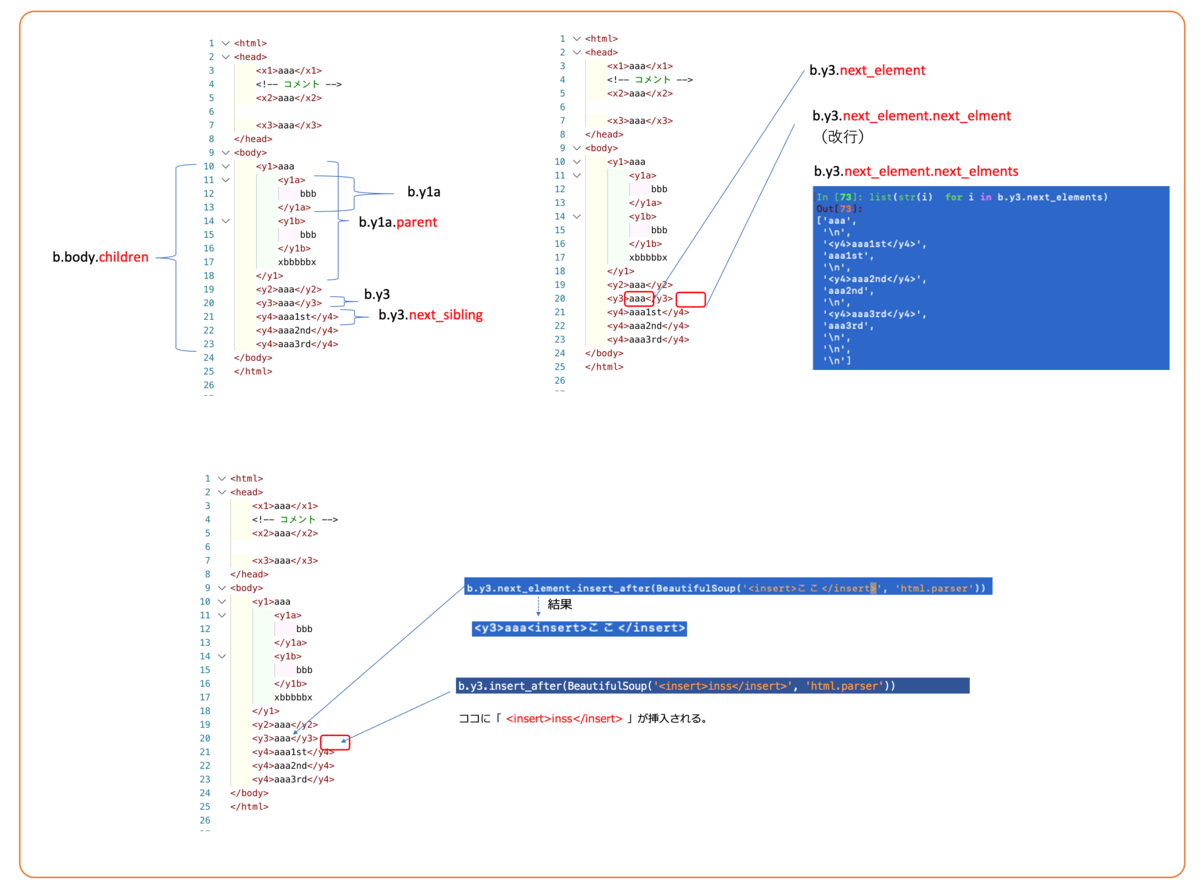 1 <html>
2 <head>
3 <x1>aaa</x1>
4 <!-- コメント -->
5 <x2>aaa</x2>
6
7 <x3>aaa</x3>
8 </head>
9 <body>
10 <y1>aaa
11 <y1a>
12 bbb
13 </y1a>
14 <y1b>
15 bbb
16 </y1b>
17 xbbbbbx
18 </y1>
19 <y2>aaa</y2>
20 <y3>aaa</y3>
21 <y4>aaa1st</y4>
22 <y4>aaa2nd</y4>
23 <y4>aaa3rd</y4>
24 </body>
25 </html>
26
b.body.children
b.y1a
b.y1a.parent
b.y3
b.y3.next_sibling
1 <html>
2 <head>
3 <x1>aaa</x1>
4 <!-- コメント -->
5 <x2>aaa</x2>
6
7 <x3>aaa</x3>
8 </head>
9 <body>
10 <y1>aaa
11 <y1a>
12 bbb
13 </y1a>
14 <y1b>
15 bbb
16 </y1b>
17 xbbbbbx
18 </y1>
19 <y2>aaa</y2>
20 <y3>aaa</y3>
21 <y4>aaa1st</y4>
22 <y4>aaa2nd</y4>
23 <y4>aaa3rd</y4>
24 </body>
25 </html>
26
b.y3.next_element
b.y3.next_element.next_elment
（改行）
b.y3.next_element.next_elments
In [73]: list(str(i) for i in b.y3.next_elements)
Out[73]:
['aaa',
'\n',
'<y4>aaa1st</y4>',
'aaa1st',
'\n',
'<y4>aaa2nd</y4>',
'aaa2nd',
'\n',
'<y4>aaa3rd</y4>',
'aaa3rd',
'\n',
'\n',
'\n']
1 <html>
2 <head>
3 <x1>aaa</x1>
4 <!-- コメント -->
5 <x2>aaa</x2>
6
7 <x3>aaa</x3>
8 </head>
9 <body>
10 <y1>aaa
11 <y1a>
12 bbb
13 </y1a>
14 <y1b>
15 bbb
16 </y1b>
17 xbbbbbx
18 </y1>
19 <y2>aaa</y2>
20 <y3>aaa</y3>
21 <y4>aaa1st</y4>
22 <y4>aaa2nd</y4>
23 <y4>aaa3rd</y4>
24 </body>
25 </html>
26
b.y3.next_element.insert_after(BeautifulSoup('<insert>ここ</insert>', 'html.parser'))
結果
<y3>aaa<insert>ここ</insert>
b.y3.insert_after(BeautifulSoup('<insert>inss</insert>', 'html.parser'))
ココに「 <insert>inss</insert> 」が挿入される。